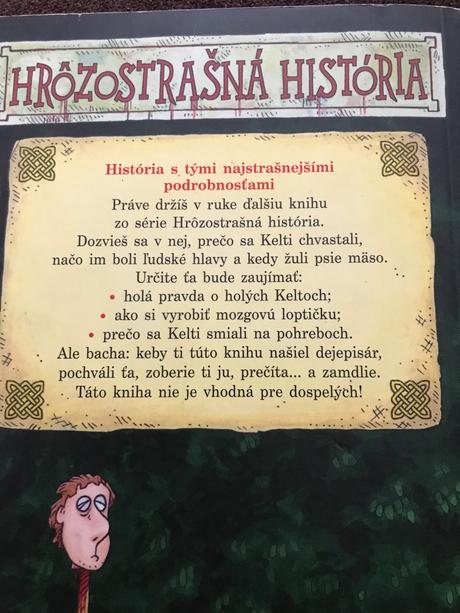 HRÔZOSTRAŠNÁ HISTÓRIA
História s tými najstrašnejšími
podrobnosťami
Práve držíš v ruke ďalšiu knihu
zo série Hrôzostrašná história.
Dozvieš sa v nej, prečo sa Kelti chvastali,
načo im boli ľudské hlavy a kedy žuli psie mäso.
Určite ťa bude zaujímať:
• holá pravda o holých Keltoch;
• ako si vyrobiť mozgovú loptičku;
• prečo sa Kelti smiali na pohreboch.
Ale bacha: keby ti túto knihu našiel dejepisár,
pochváli ťa, zoberie ti ju, prečíta... a zamdlie.
Táto kniha nie je vhodná pre dospelých!